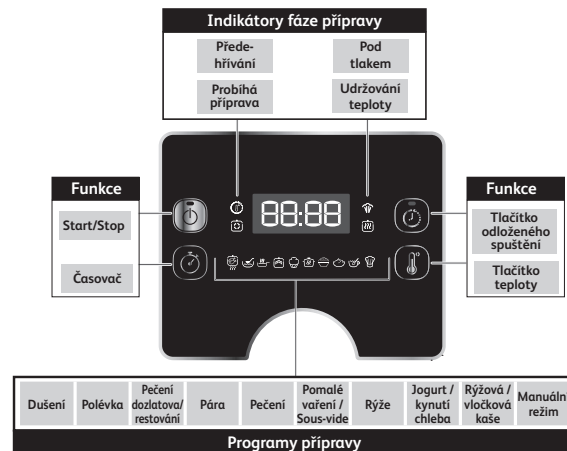 Indikátory fáze přípravy
Přede-
hřívání
Pod
tlakem
Probíhá
příprava
Udržování
teploty
Funkce
Start/Stop
Časovač
88:88
Funkce
Tlačítko
odloženého
spuštění
Tlačítko
teploty
Dušení
Polévka
Pečení
dozlatova/
restování
Pára
Pečení
Pomalé
vaření /
Sous-vide
Rýže
Jogurt /
kynutí
chleba
Rýžová /
vločková
kaše
Manuáln
režim
Programy přípravy